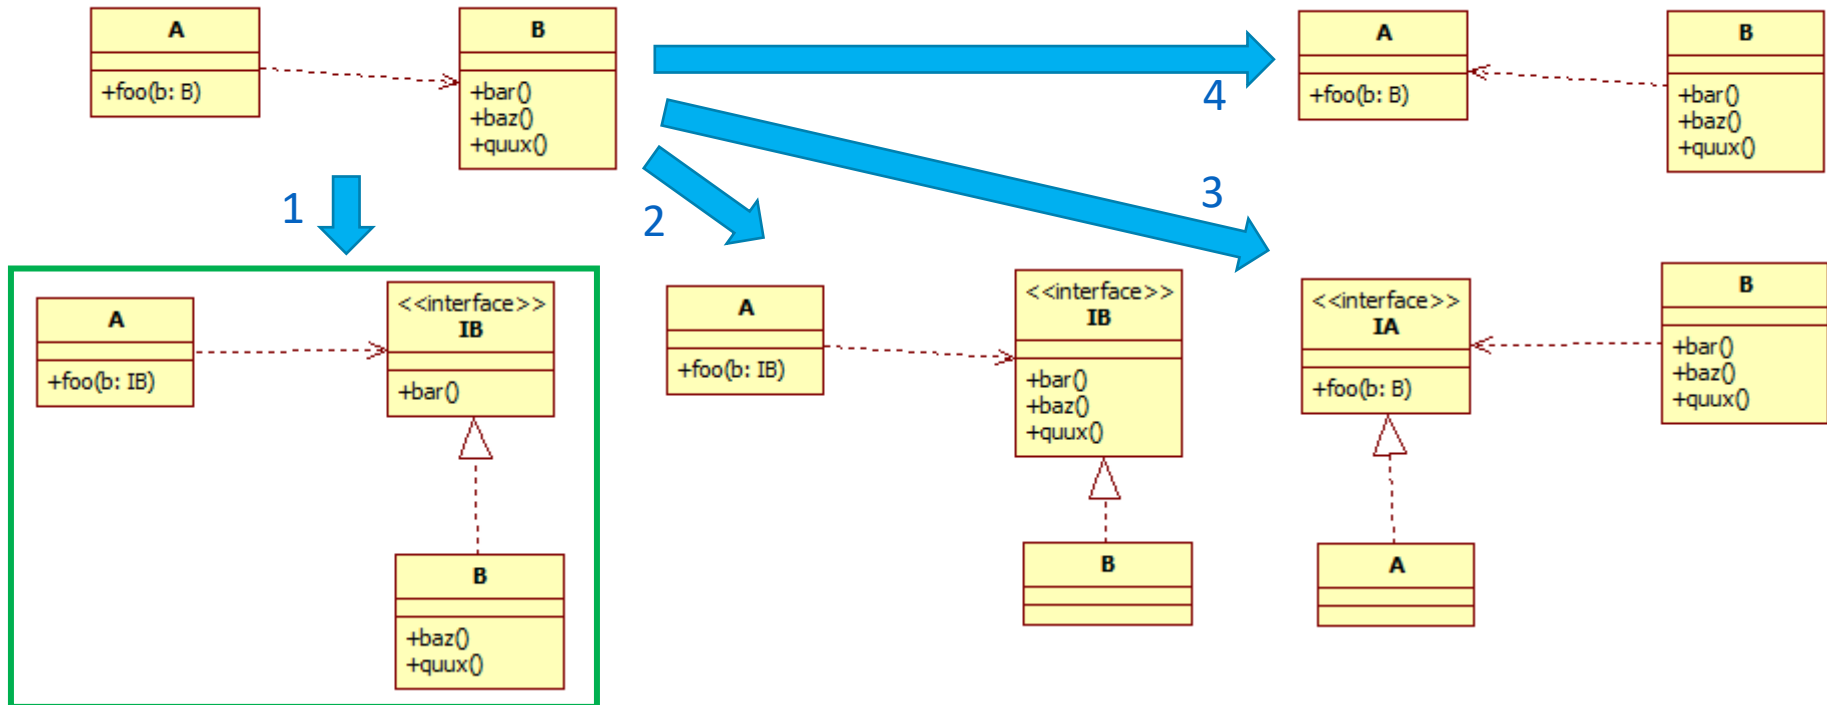 A
+foo(b: B)
B
+bar()
+baz()
+quux()
4
A
+foo(b: B)
B
+bar()
+baz()
+quux()
1
2
3
A
+foo(b: IB)
<<interface>>
IB
+bar()
B
+baz()
+quux()
A
+foo(b: IB)
<<interface>>
IB
+bar()
+baz()
+quux()
B
<<interface>>
IA
+foo(b: B)
B
+bar()
+baz()
+quux()
A